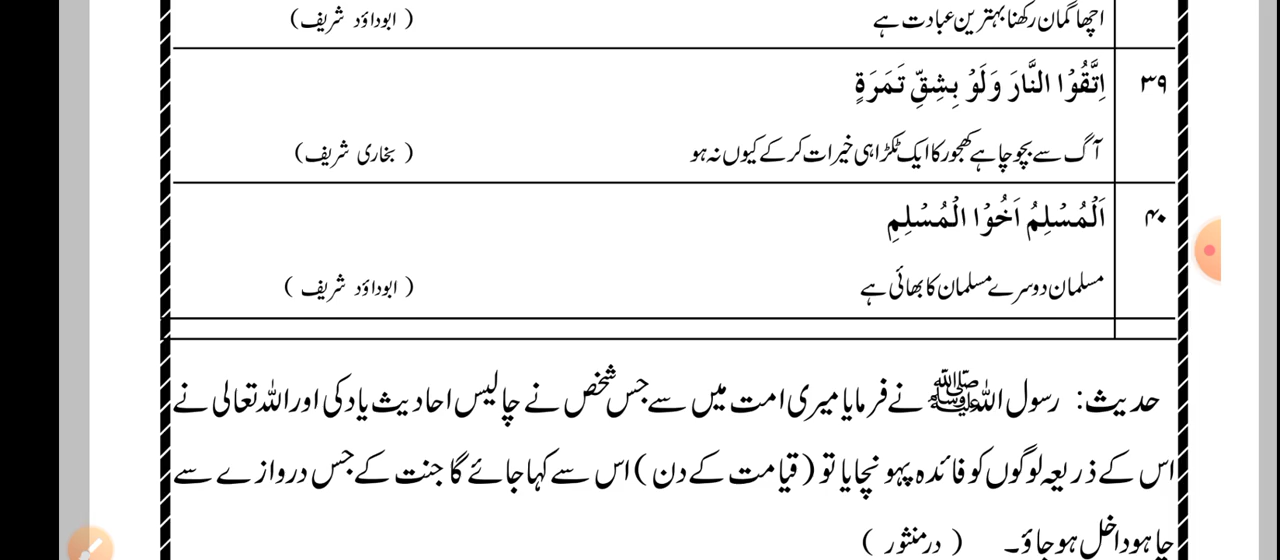 اچھا گمان رکھنا بہترین عبادت ہے ( ابوداؤد شریف)
۳۹ اِتَّقُوْا النَّارَ وَلَوْ بِشِقِّ تَمَرَةٍ
آگ سے بچو چاہے کھجور کا ایک ٹکڑا ہی خیرات کر کے کیوں نہ ہو ( بخاری شریف)
۴۰ اَلْمُسْلِمُ اَخُوْا الْمُسْلِمِ
مسلمان دوسرے مسلمان کا بھائی ہے ( ابوداؤد شریف )
حدیث: رسول اللہ ﷺ نے فرمایا میری امت میں سے جس شخص نے چالیس احادیث یاد کی اور اللہ تعالی نے
اس کے ذریعہ لوگوں کو فائدہ پہونچایا تو ( قیامت کے دن ) اس سے کہا جائے گا جنت کے جس دروازے سے
چاہو داخل ہو جاؤ۔ ( درمنثور )